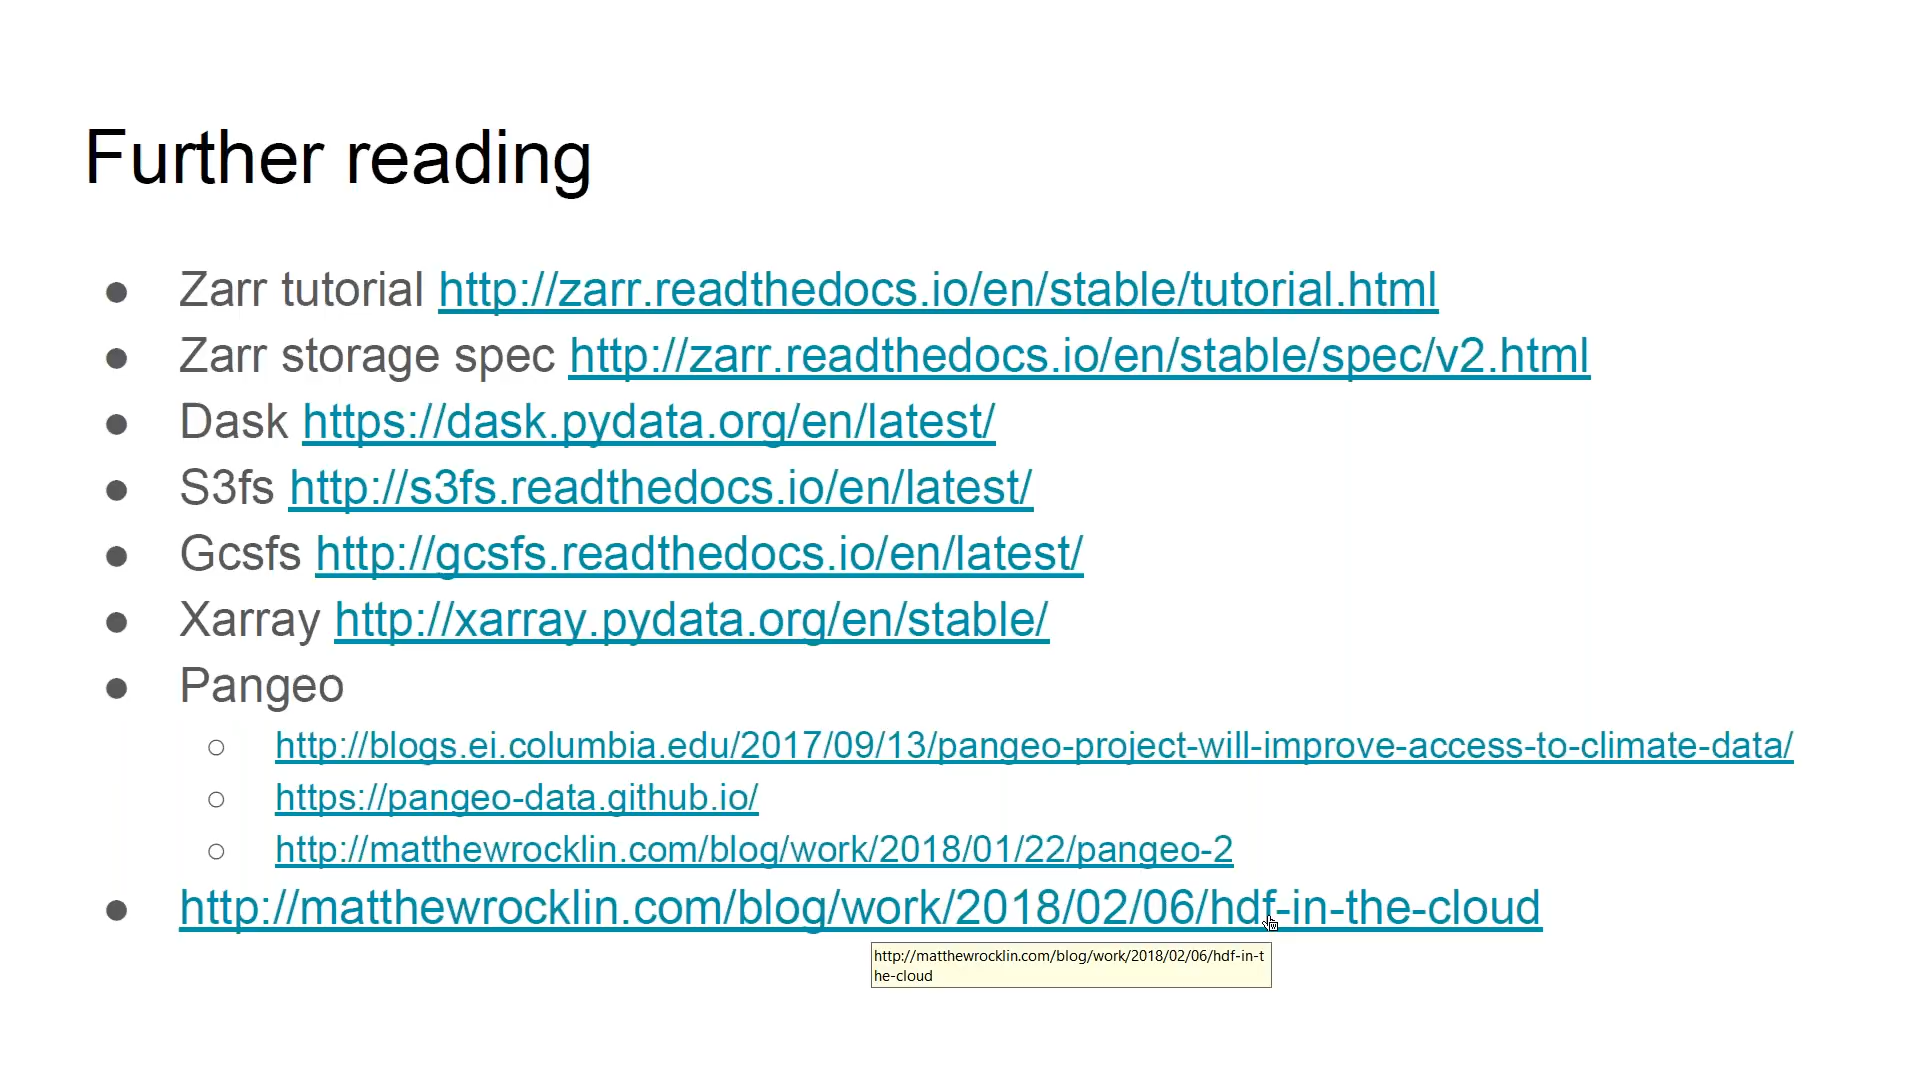 Further reading
● Zarr tutorial http://zarr.readthedocs.io/en/stable/tutorial.html
● Zarr storage spec http://zarr.readthedocs.io/en/stable/spec/v2.html
● Dask https://dask.pydata.org/en/latest/
● S3fs http://s3fs.readthedocs.io/en/latest/
● Gcsfs http://gcsfs.readthedocs.io/en/latest/
● Xarray http://xarray.pydata.org/en/stable/
● Pangeo
○ http://blogs.ei.columbia.edu/2017/09/13/pangeo-project-will-improve-access-to-climate-data/
○ https://pangeo-data.github.io/
○ http://matthewrocklin.com/blog/work/2018/01/22/pangeo-2
● http://matthewrocklin.com/blog/work/2018/02/06/hdf-in-the-cloud
http://matthewrocklin.com/blog/work/2018/02/06/hdf-in-t
he-cloud